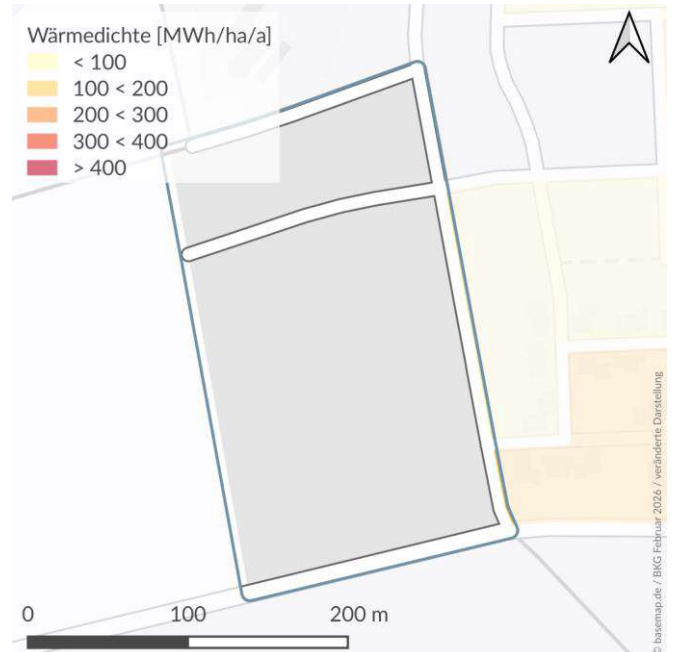 Wärmedichte [MWh/ha/a]
< 100
100 < 200
200 < 300
300 < 400
> 400
0 100 200 m
© basemap.de / BKG Februar 2026 / veränderte Darstellung